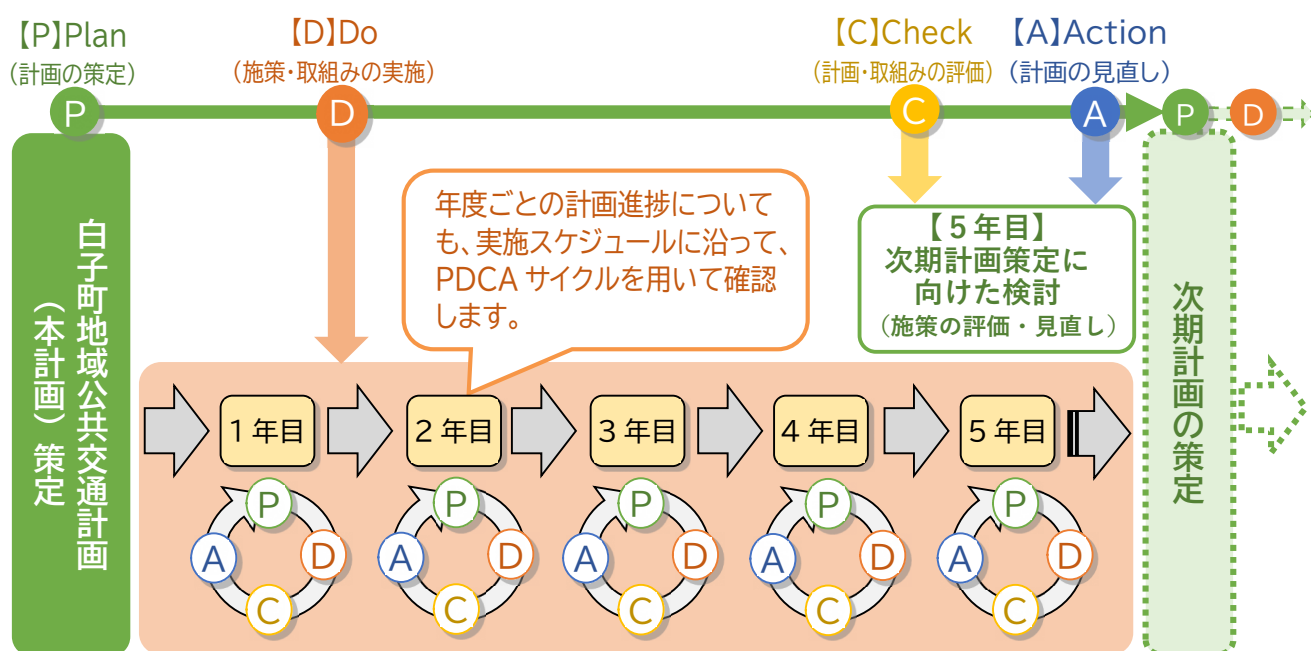 【P】Plan
(計画の策定)
【D】Do
(施策・取組みの実施)
【C】Check
(計画・取組みの評価)
【A】Action
(計画の見直し)
P
D
C
A
P
D
白子町地域公共交通計画
（本計画）策定
年度ごとの計画進捗について
も、実施スケジュールに沿って、
PDCA サイクルを用いて確認
します。
【５年目】
次期計画策定に
向けた検討
（施策の評価・見直し）
次期計画の策定
1 年目
2 年目
3 年目
4 年目
5 年目
P
D
C
A
P
D
C
A
P
D
C
A
P
D
C
A
P
D
C
A